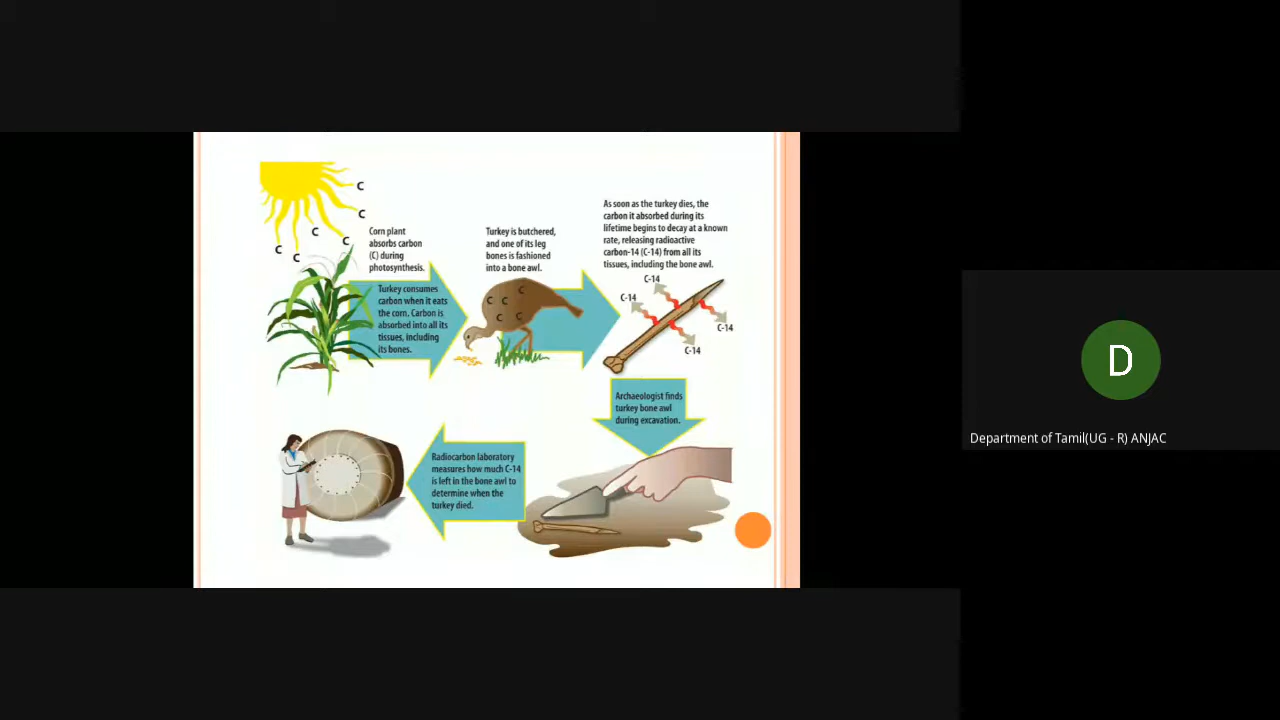 C
C
C
C
C
C
Corn plant
absorbs carbon
(C) during
photosynthesis.
Turkey consumes
carbon when it eats
the corn. Carbon is
absorbed into all its
tissues, including
its bones.
Turkey is butchered,
and one of its leg
bones is fashioned
into a bone awl.
C
C C
C C
As soon as the turkey dies, the
carbon it absorbed during its
lifetime begins to decay at a known
rate, releasing radioactive
carbon-14 (C-14) from all its
tissues, including the bone awl.
C-14
C-14
C-14
C-14
Archaeologist finds
turkey bone awl
during excavation.
Radiocarbon laboratory
measures how much C-14
is left in the bone awl to
determine when the
turkey died.
D
Department of Tamil(UG - R) ANJAC